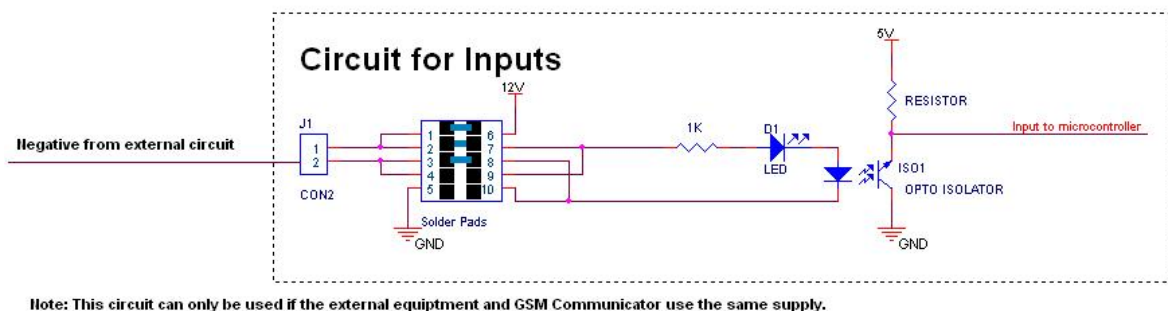 Circuit for Inputs
5V
12V
RESISTOR
J1
1K
D1
Input to microcontroller
Negative from external circuit
1
2
1
2
3
4
5
6
7
8
9
10
LED
ISO1
OPTO ISOLATOR
CON2
Solder Pads
GND
GND
Note: This circuit can only be used if the external equiptment and GSM Communicator use the same supply.